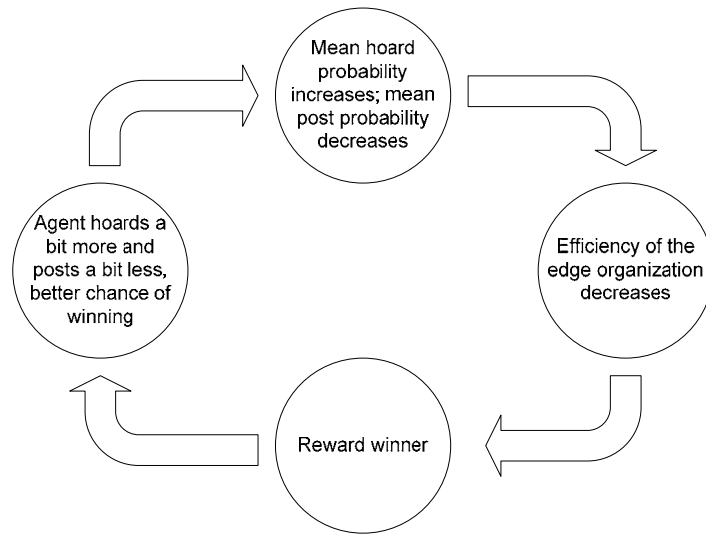 Mean hoard
probability
increases; mean
post probability
decreases
Agent hoards a
bit more and
posts a bit less,
better chance of
winning
Efficiency of the
edge organization
decreases
Reward winner